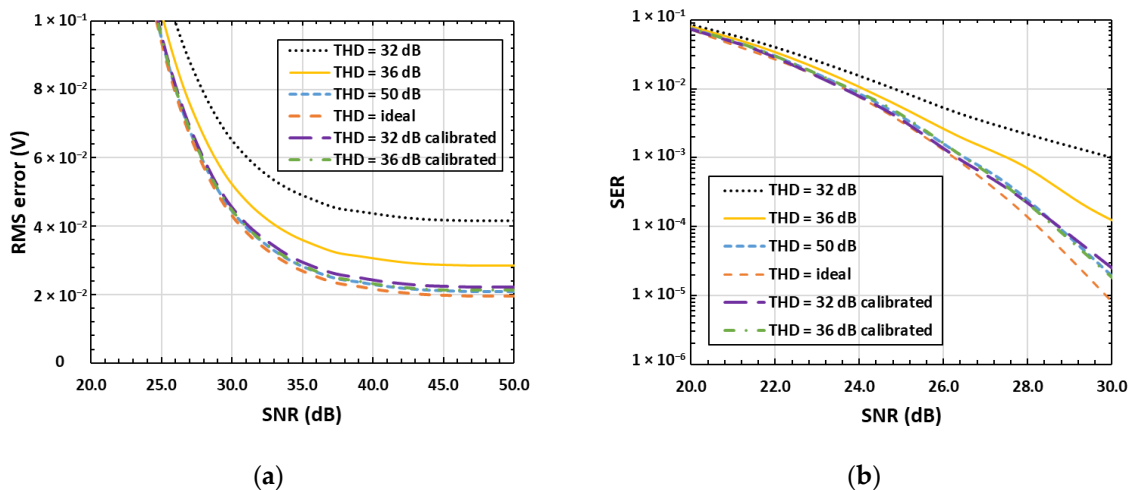 1 × 10⁻¹
8 × 10⁻²
6 × 10⁻²
4 × 10⁻²
2 × 10⁻²
0
RMS error (V)
20.0 25.0 30.0 35.0 40.0 45.0 50.0
SNR (dB)
THD = 32 dB
THD = 36 dB
THD = 50 dB
THD = ideal
THD = 32 dB calibrated
THD = 36 dB calibrated
(a)
1 × 10⁻¹
1 × 10⁻²
1 × 10⁻³
1 × 10⁻⁴
1 × 10⁻⁵
1 × 10⁻⁶
SER
20.0 22.0 24.0 26.0 28.0 30.0
SNR (dB)
THD = 32 dB
THD = 36 dB
THD = 50 dB
THD = ideal
THD = 32 dB calibrated
THD = 36 dB calibrated
(b)